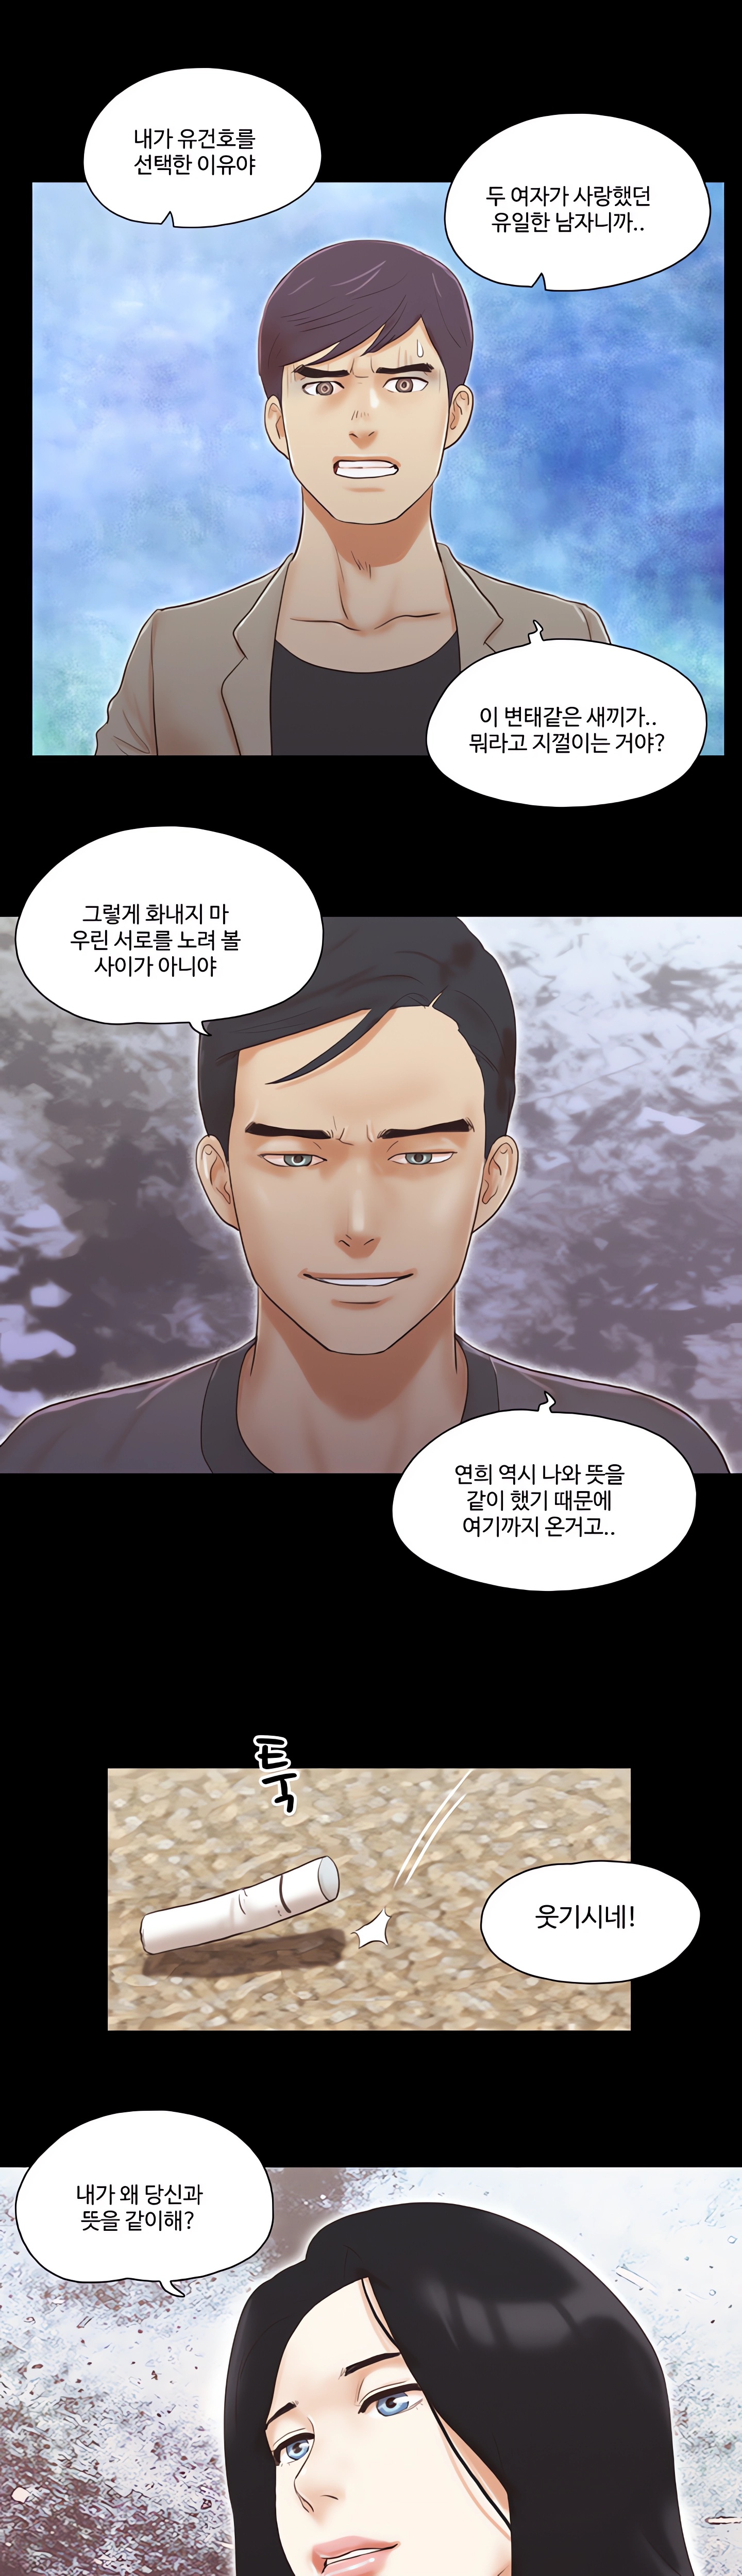 내가 유건호를
선택한 이유야
두 여자가 사랑했던
유일한 남자니까..
이 변태같은 새끼가..
뭐라고 지껄이는 거야?
그렇게 화내지 마
우린 서로를 노려 볼
사이가 아니야
연희 역시 나와 뜻을
같이 했기 때문에
여기까지 온거고..
툭
웃기시네!
내가 왜 당신과
뜻을 같이해?